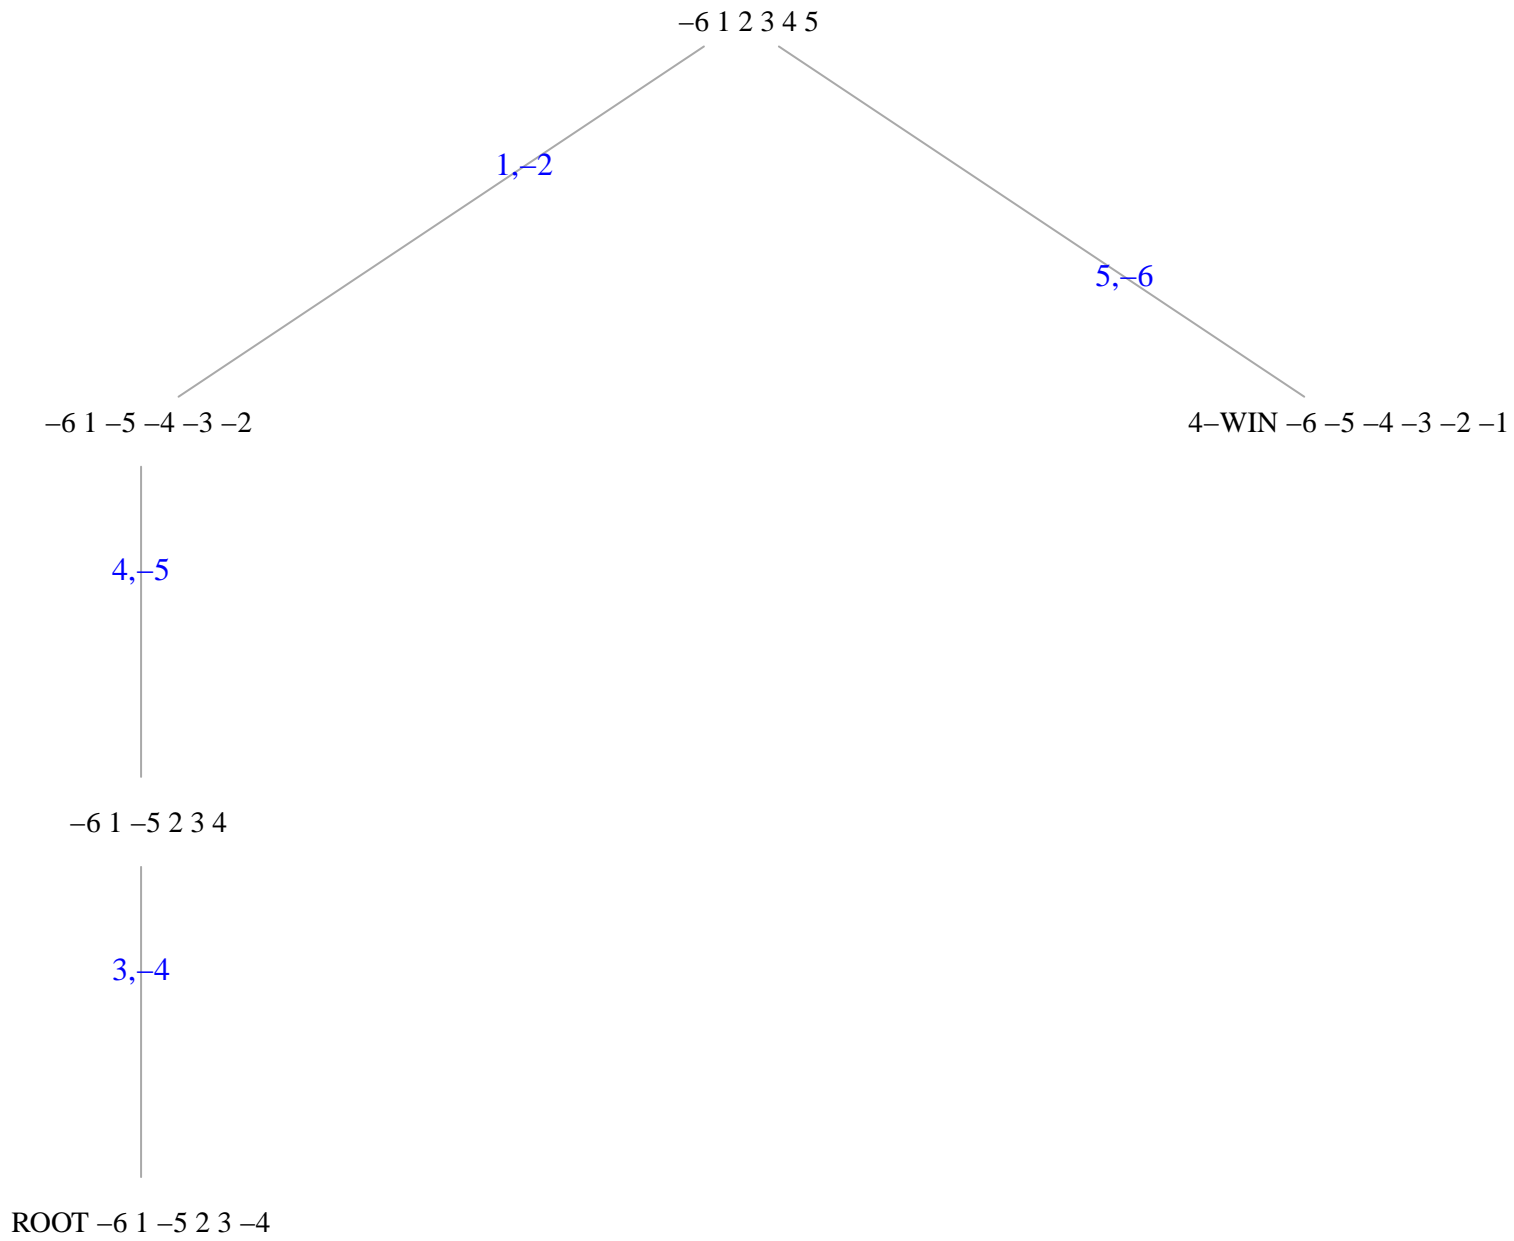 –6 1 2 3 4 5
1,–2
5,–6
–6 1 –5 –4 –3 –2
4–WIN –6 –5 –4 –3 –2 –1
4,–5
–6 1 –5 2 3 4
3,–4
ROOT –6 1 –5 2 3 –4